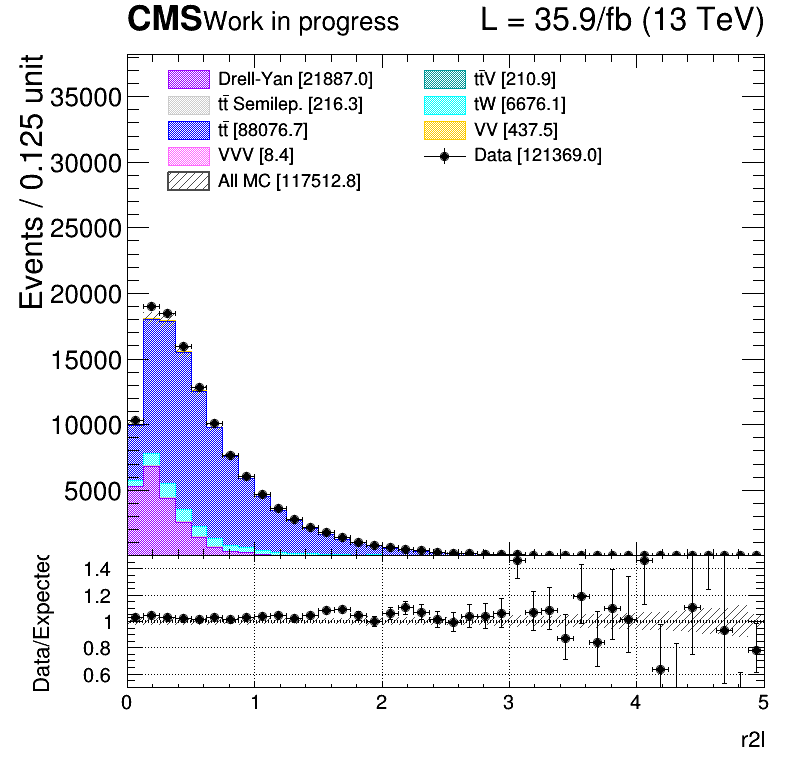 CMS Work in progress L = 35.9/fb (13 TeV)
Events / 0.125 unit
35000
30000
25000
20000
15000
10000
5000
Drell-Yan [21887.0]
tt̄ Semilep. [216.3]
tt̄ [88076.7]
VVV [8.4]
All MC [117512.8]
tt̄V [210.9]
tW [6676.1]
VV [437.5]
Data [121369.0]
Data/Expected
1.4
1.2
1
0.8
0.6
0 1 2 3 4 5
r2l